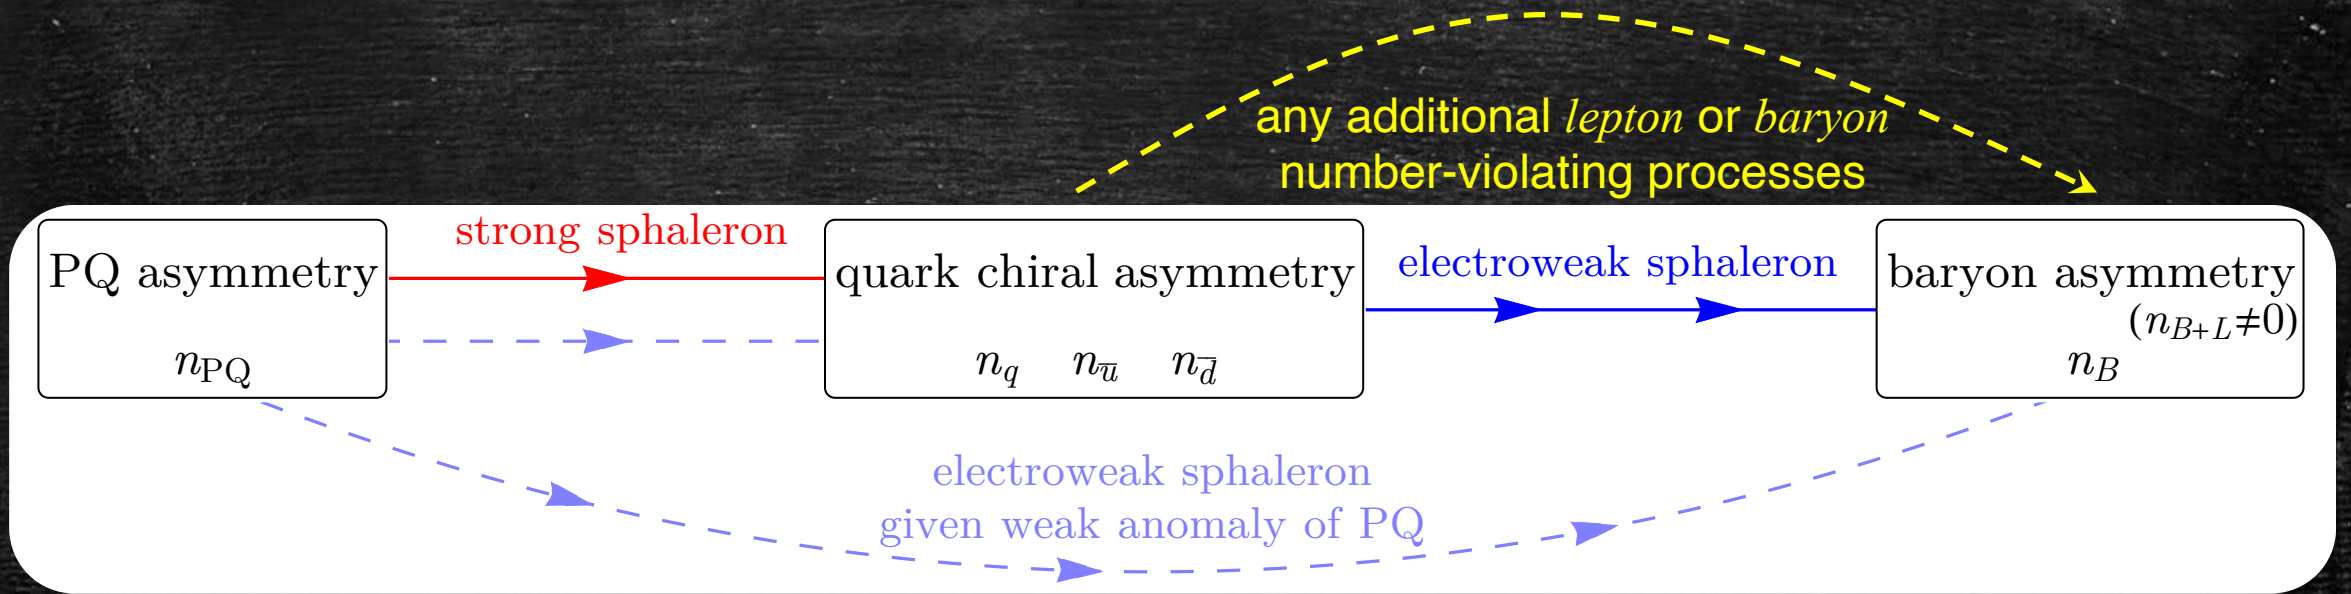 any additional lepton or baryon
number-violating processes
strong sphaleron
PQ asymmetry
n_PQ
quark chiral asymmetry
n_q n_ū n_d̄
electroweak sphaleron
baryon asymmetry
(n_{B+L}≠0)
n_B
electroweak sphaleron
given weak anomaly of PQ